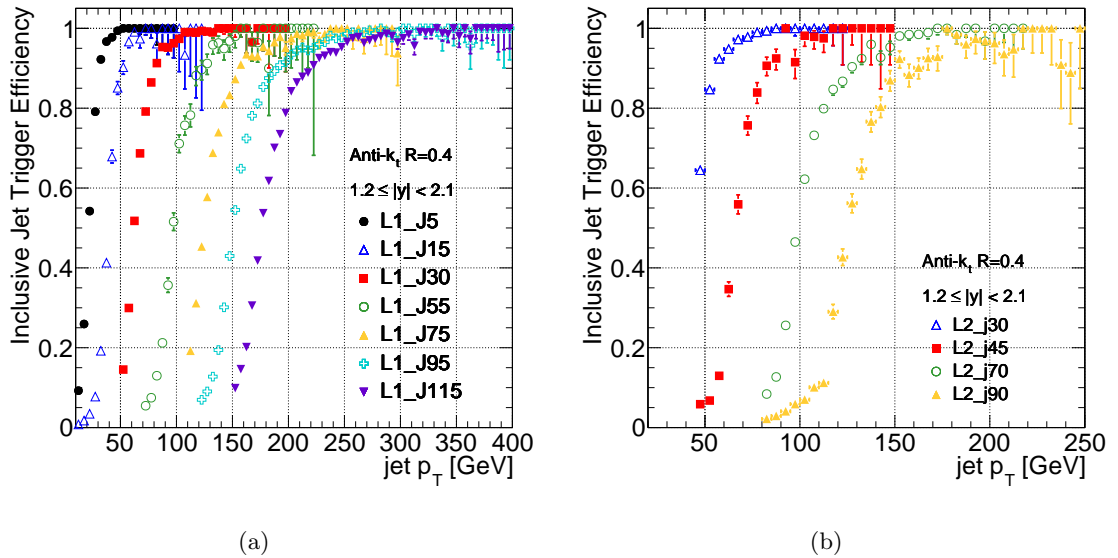 Inclusive Jet Trigger Efficiency
1
0.8
0.6
0.4
0.2
0
Anti-k_t R=0.4
1.2 ≤ |y| < 2.1
L1_J5
L1_J15
L1_J30
L1_J55
L1_J75
L1_J95
L1_J115
50 100 150 200 250 300 350 400
jet p_T [GeV]
(a)
Inclusive Jet Trigger Efficiency
1
0.8
0.6
0.4
0.2
0
Anti-k_t R=0.4
1.2 ≤ |y| < 2.1
L2_j30
L2_j45
L2_j70
L2_j90
50 100 150 200 250
jet p_T [GeV]
(b)